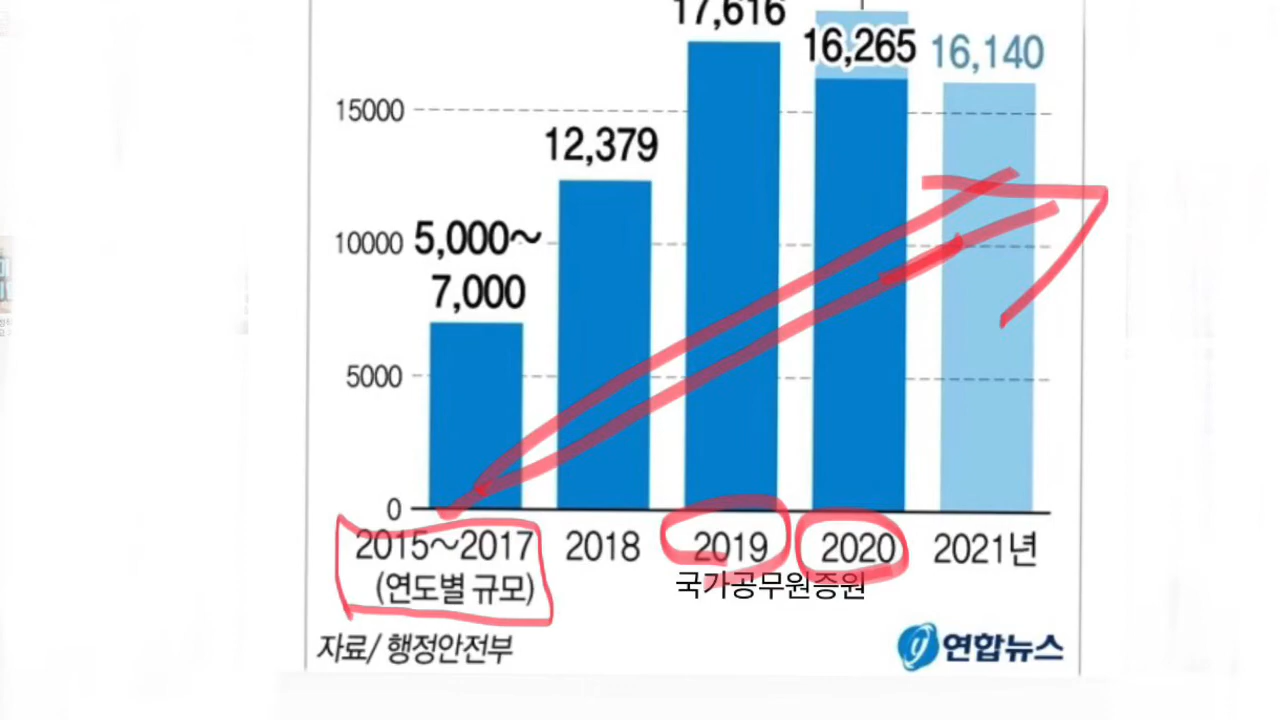 17,616
16,265 16,140
15000
12,379
10000 5,000~
7,000
5000
0
2015~2017 2018 2019 2020 2021년
(연도별 규모) 국가공무원증원
자료/ 행정안전부
연합뉴스